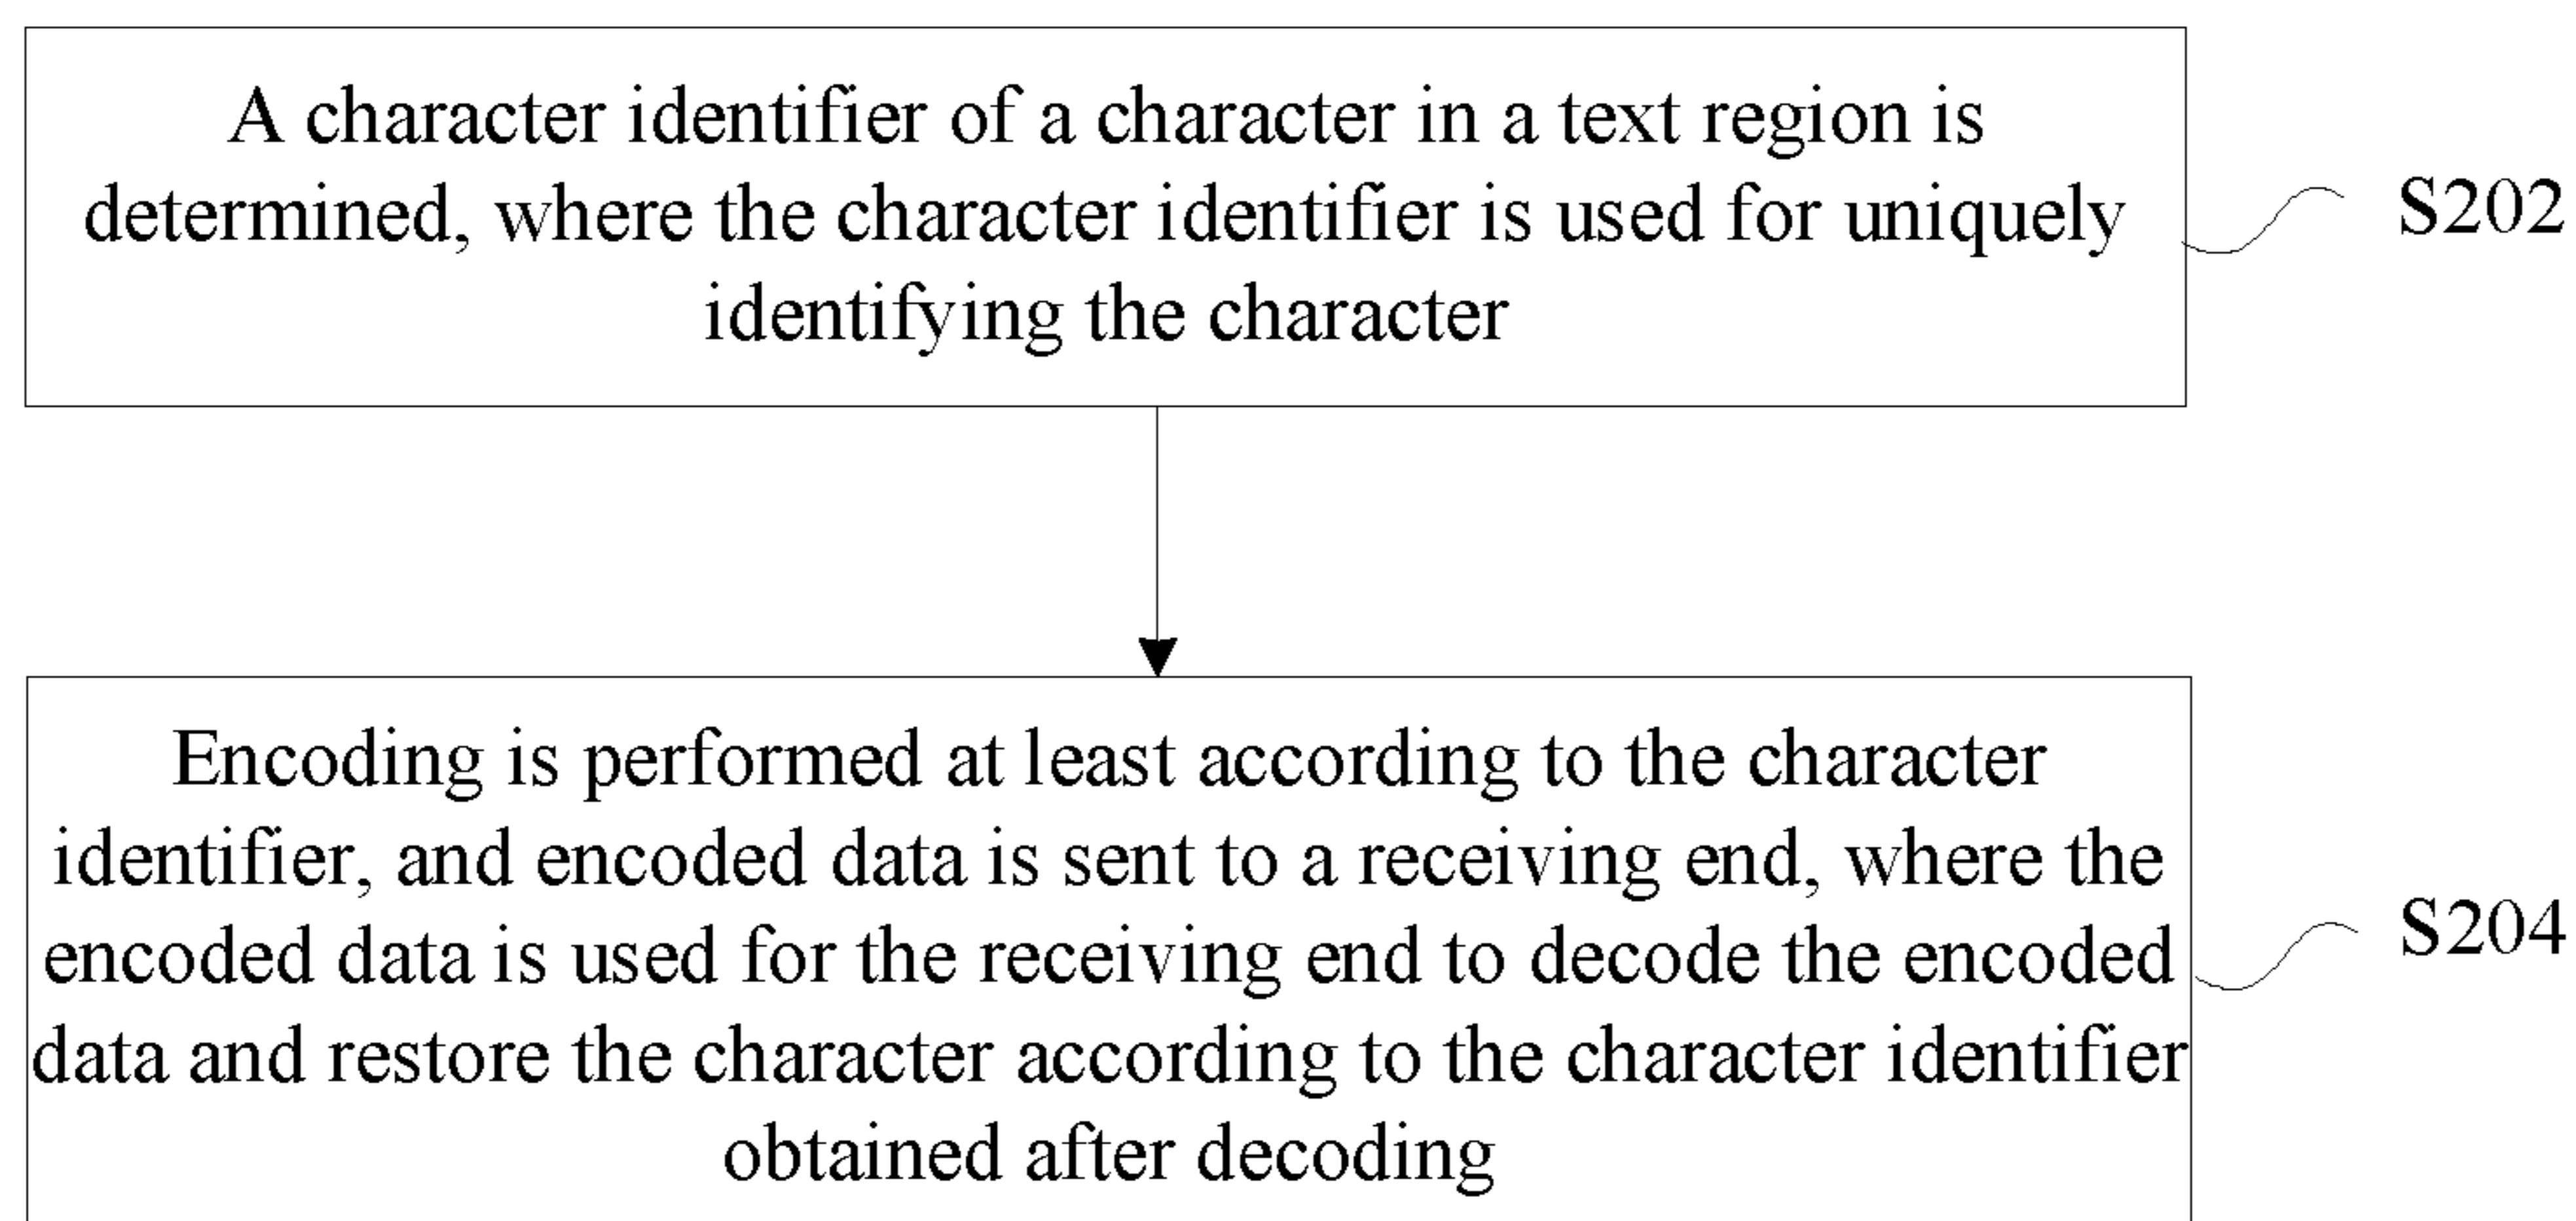 A character identifier of a character in a text region is
determined, where the character identifier is used for uniquely
identifying the character
S202
Encoding is performed at least according to the character
identifier, and encoded data is sent to a receiving end, where the
encoded data is used for the receiving end to decode the encoded
data and restore the character according to the character identifier
obtained after decoding
S204